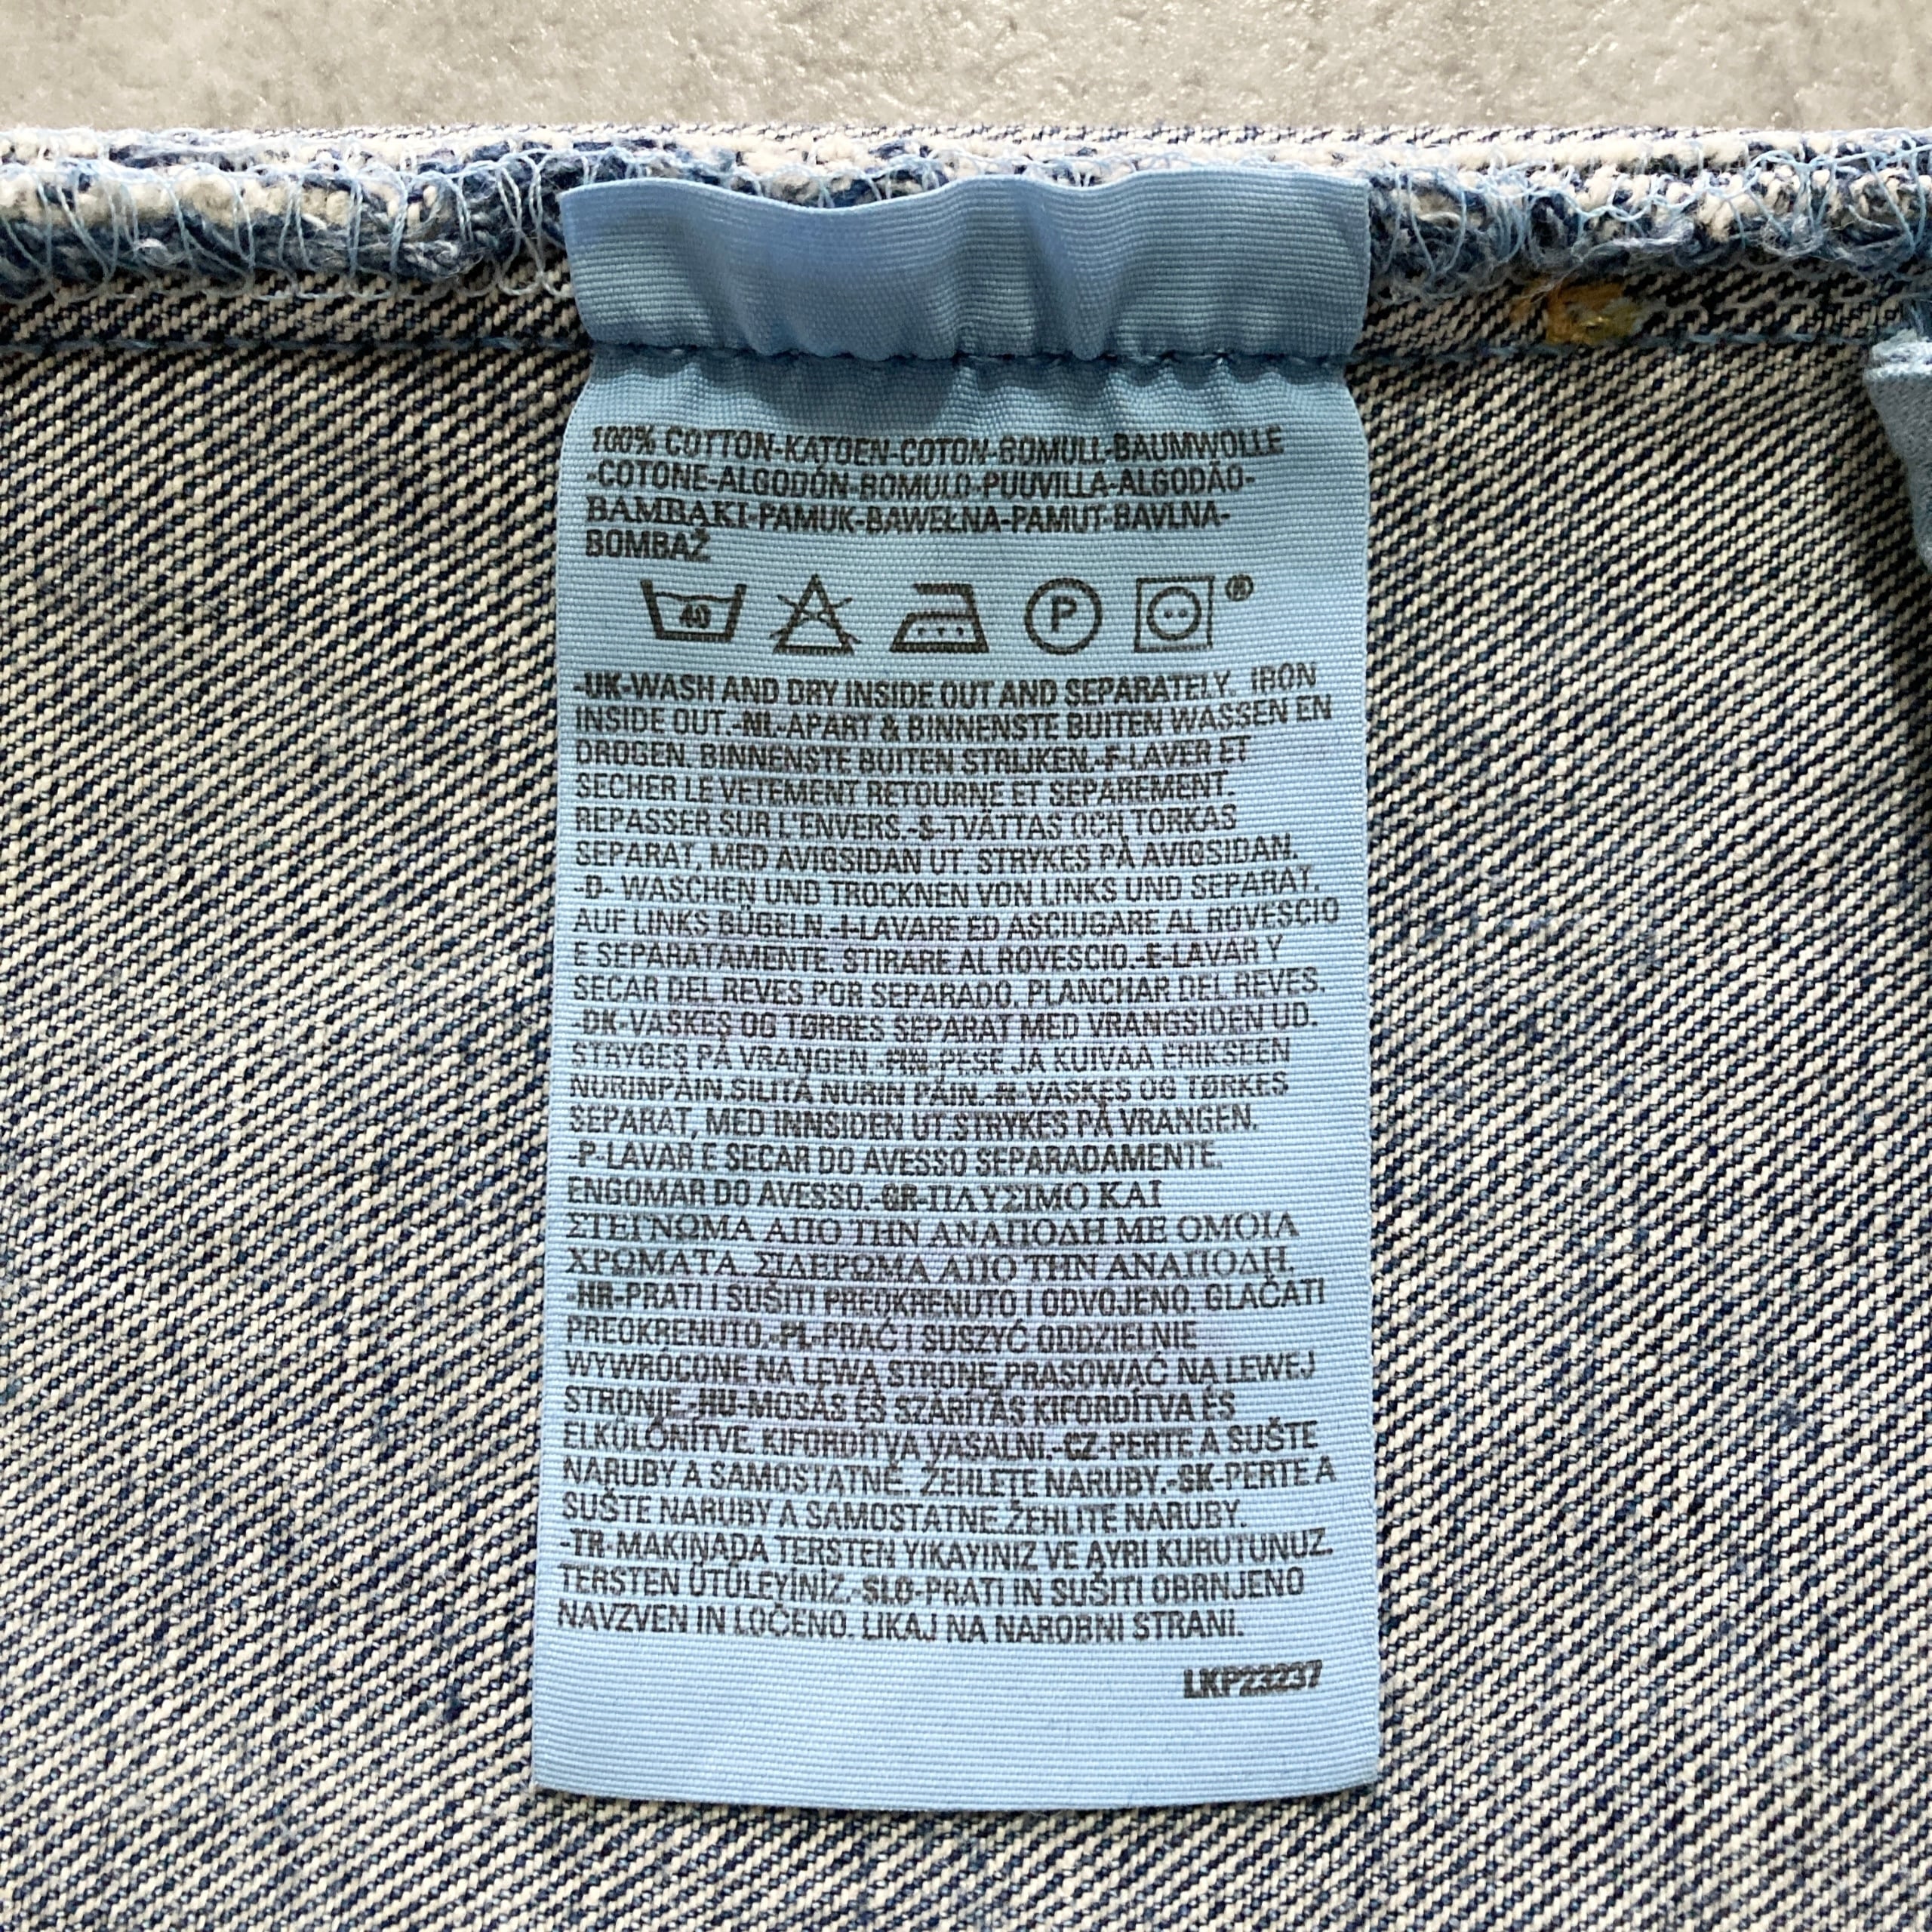 100% COTTON-KATOEN-COTON-BOMULL-BAUMWOLLE
-COTONE-ALGODÓN-BOMULD-PUUVILLA-ALGODÃO-
BAMBAKI-PAMUK-BAWEŁNA-PAMUT-BAVLNA-
BOMBAŽ
40 P ®
-UK-WASH AND DRY INSIDE OUT AND SEPARATELY. IRON
INSIDE OUT.-NL-APART & BINNENSTE BUITEN WASSEN EN
DROGEN. BINNENSTE BUITEN STRIJKEN.-F-LAVER ET
SECHER LE VETEMENT RETOURNE ET SEPAREMENT.
REPASSER SUR L'ENVERS.-S-TVÄTTAS OCH TORKAS
SEPARAT, MED AVIGSIDAN UT. STRYKES PÅ AVIGSIDAN.
-D- WASCHEN UND TROCKNEN VON LINKS UND SEPARAT.
AUF LINKS BÜGELN.-I-LAVARE ED ASCIUGARE AL ROVESCIO
E SEPARATAMENTE. STIRARE AL ROVESCIO.-E-LAVAR Y
SECAR DEL REVES POR SEPARADO. PLANCHAR DEL REVES.
-DK-VASKES OG TØRRES SEPARAT MED VRANGSIDEN UD.
STRYGES PÅ VRANGEN.-FIN-PESE JA KUIVAA ERIKSEEN
NURINPÄIN.SILITÄ NURIN PÄIN.-N-VASKES OG TØRKES
SEPARAT, MED INNSIDEN UT.STRYKES PÅ VRANGEN.
-P-LAVAR E SECAR DO AVESSO SEPARADAMENTE.
ENGOMAR DO AVESSO.-GR-ΠΛΥΣΙΜΟ ΚΑΙ
ΣΤΕΓΝΩΜΑ ΑΠΟ ΤΗΝ ΑΝΑΠΟΔΗ ΜΕ ΟΜΟΙΑ
ΧΡΩΜΑΤΑ. ΣΙΔΕΡΩΜΑ ΑΠΟ ΤΗΝ ΑΝΑΠΟΔΗ.
-HR-PRATI I SUŠITI PREOKRENUTO I ODVOJENO. GLAČATI
PREOKRENUTO.-PL-PRAĆ I SUSZYĆ ODDZIELNIE
WYWRÓCONE NA LEWĄ STRONĘ.PRASOWAĆ NA LEWEJ
STRONIE.-HU-MOSÁS ÉS SZÁRÍTÁS KIFORDÍTVA ÉS
ELKÜLÖNÍTVE. KIFORDÍTVA VASALNI.-CZ-PERTE A SUŠTE
NARUBY A SAMOSTATNĚ. ŽEHLETE NARUBY.-SK-PERTE A
SUŠTE NARUBY A SAMOSTATNE.ŽEHLITE NARUBY.
-TR-MAKINADA TERSTEN YIKAYINIZ VE AYRI KURUTUNUZ.
TERSTEN ÜTÜLEYİNİZ.-SLO-PRATI IN SUŠITI OBRNJENO
NAVZVEN IN LOČENO. LIKAJ NA NAROBNI STRANI.
LKP23237